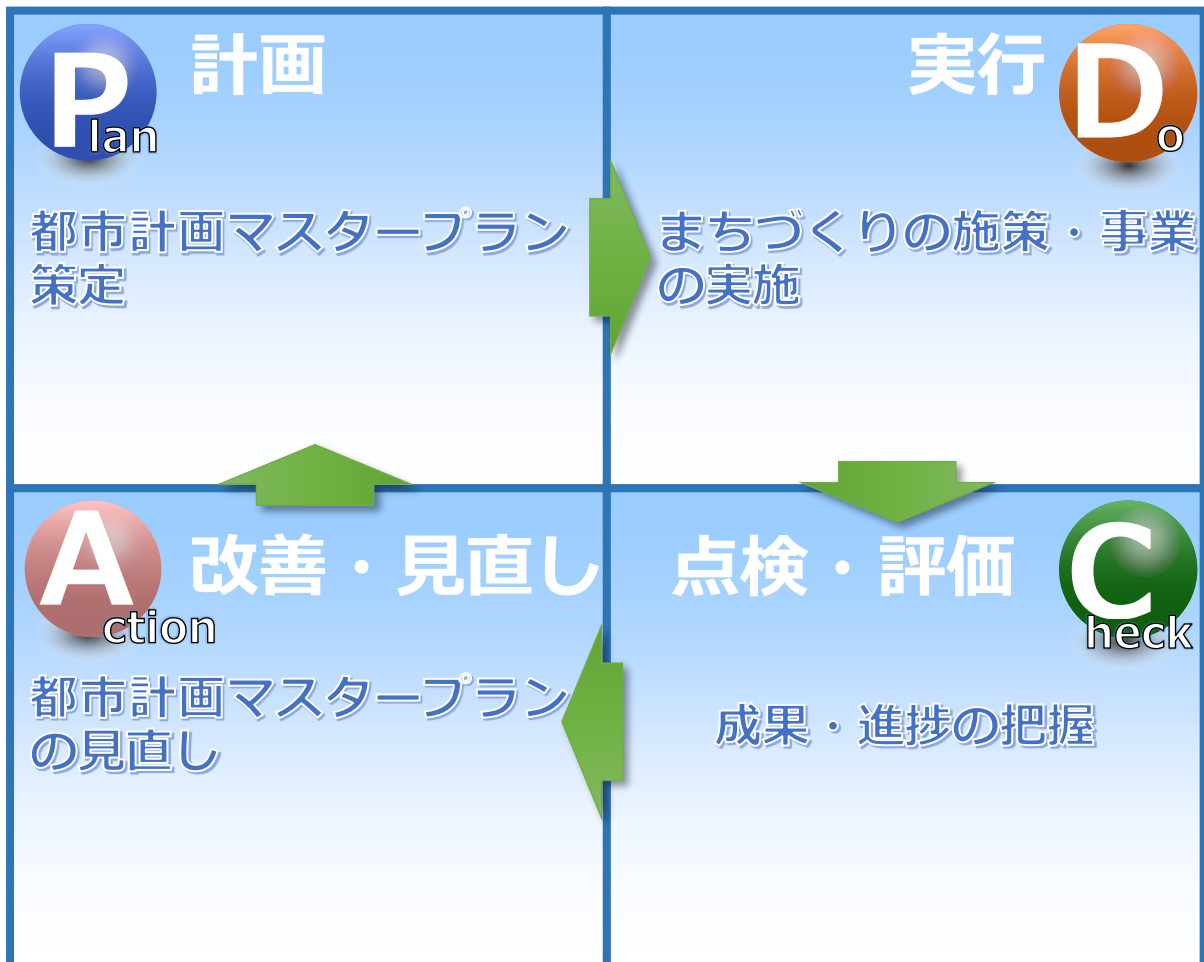 Plan 計画
都市計画マスタープラン
策定
実行 Do
まちづくりの施策・事業
の実施
Action 改善・見直し
都市計画マスタープラン
の見直し
点検・評価 Check
成果・進捗の把握